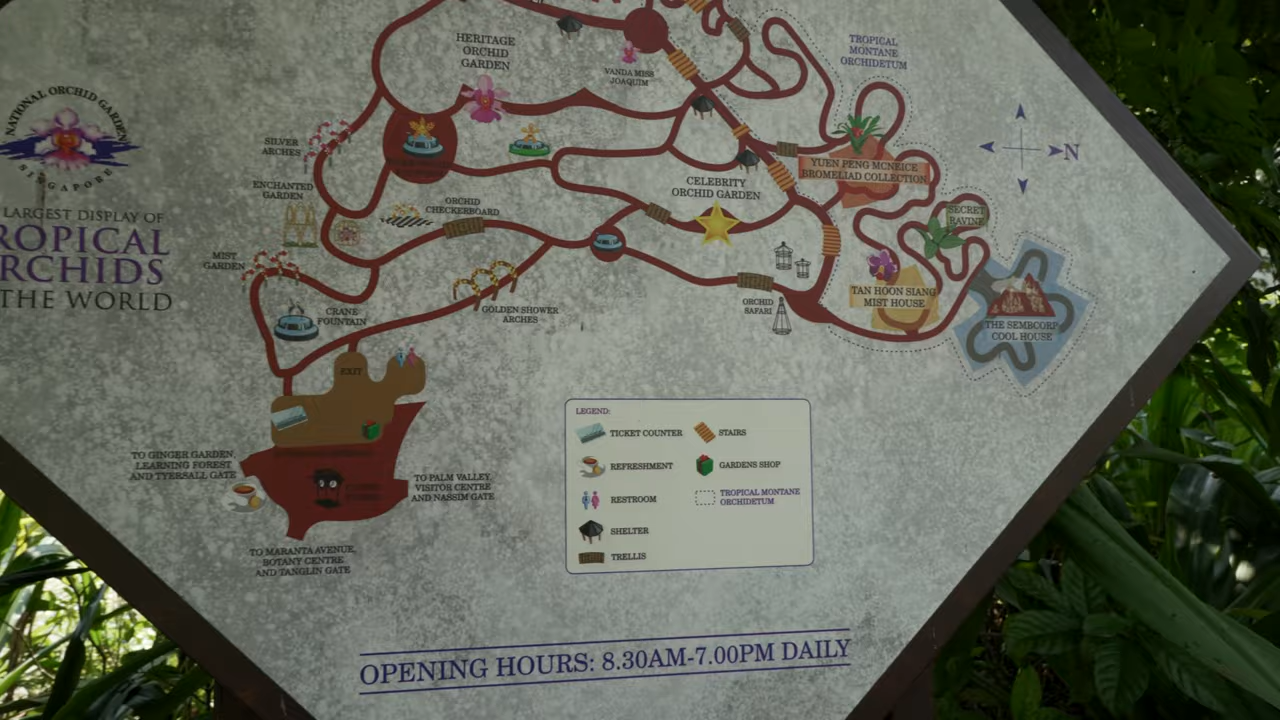 HERITAGE
ORCHID
GARDEN
VANDA MISS
JOAQUIM
TROPICAL
MONTANE
ORCHIDETUM
NATIONAL ORCHID GARDEN
SINGAPORE
LARGEST DISPLAY OF
ROPICAL
RCHIDS
THE WORLD
SILVER
ARCHES
ENCHANTED
GARDEN
ORCHID
CHECKERBOARD
MIST
GARDEN
CRANE
FOUNTAIN
GOLDEN SHOWER
ARCHES
CELEBRITY
ORCHID GARDEN
YUEN PENG MCNEICE
BROMELIAD COLLECTION
N
SECRET
RAVINE
TAN HOON SIANG
MIST HOUSE
ORCHID
SAFARI
THE SEMBCORP
COOL HOUSE
EXIT
TO GINGER GARDEN,
LEARNING FOREST
AND TYERSALL GATE
TO PALM VALLEY,
VISITOR CENTRE
AND NASSIM GATE
TO MARANTA AVENUE,
BOTANY CENTRE
AND TANGLIN GATE
LEGEND:
TICKET COUNTER
STAIRS
REFRESHMENT
GARDENS SHOP
RESTROOM
TROPICAL MONTANE
ORCHIDETUM
SHELTER
TRELLIS
OPENING HOURS: 8.30AM-7.00PM DAILY